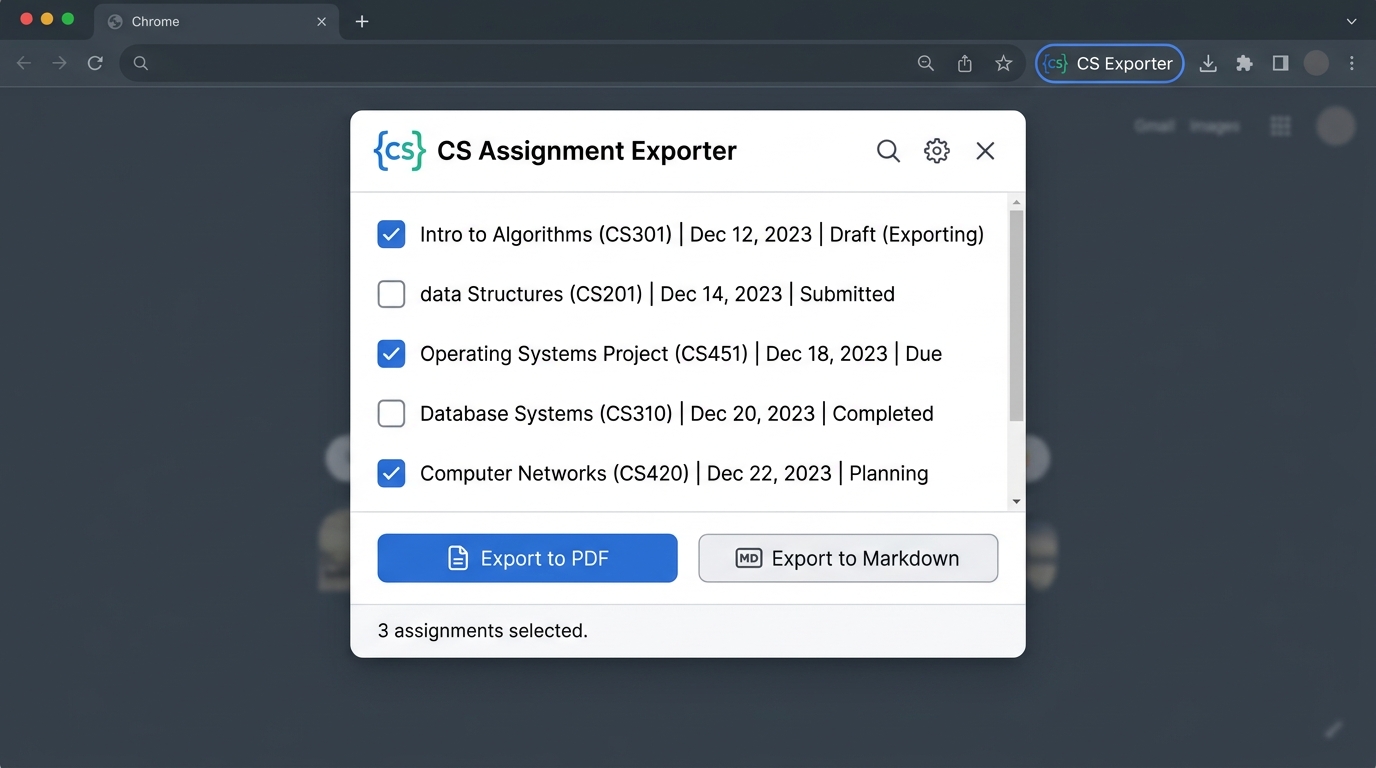 Chrome
{cs} CS Exporter
Gmail Images
{cs} CS Assignment Exporter
Intro to Algorithms (CS301) | Dec 12, 2023 | Draft (Exporting)
data Structures (CS201) | Dec 14, 2023 | Submitted
Operating Systems Project (CS451) | Dec 18, 2023 | Due
Database Systems (CS310) | Dec 20, 2023 | Completed
Computer Networks (CS420) | Dec 22, 2023 | Planning
Export to PDF
MD Export to Markdown
3 assignments selected.